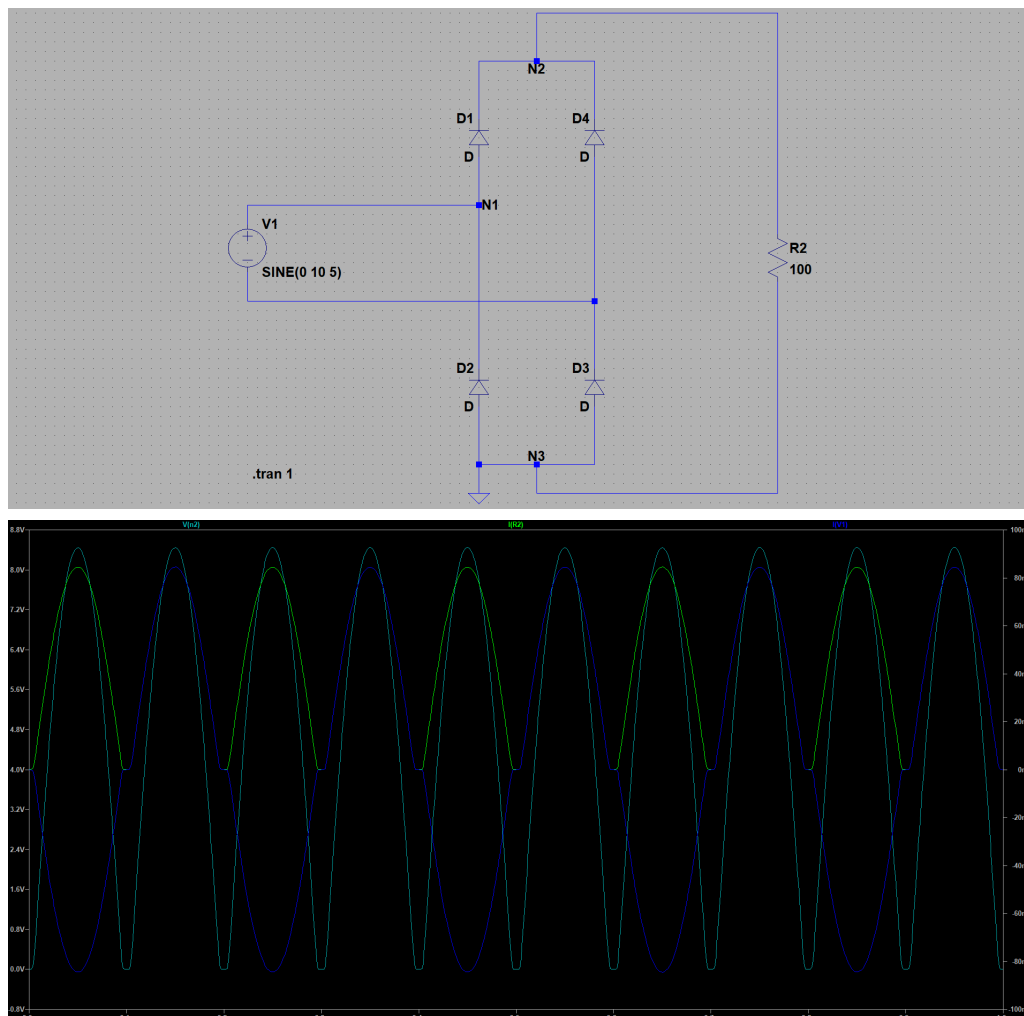 N2
D1
D4
D
D
N1
V1
SINE(0 10 5)
R2
100
D2
D3
D
D
N3
.tran 1
V(n2)
I(R2)
I(V1)
8.8V
8.0V
7.2V
6.4V
5.6V
4.8V
4.0V
3.2V
2.4V
1.6V
0.8V
0.0V
-0.8V